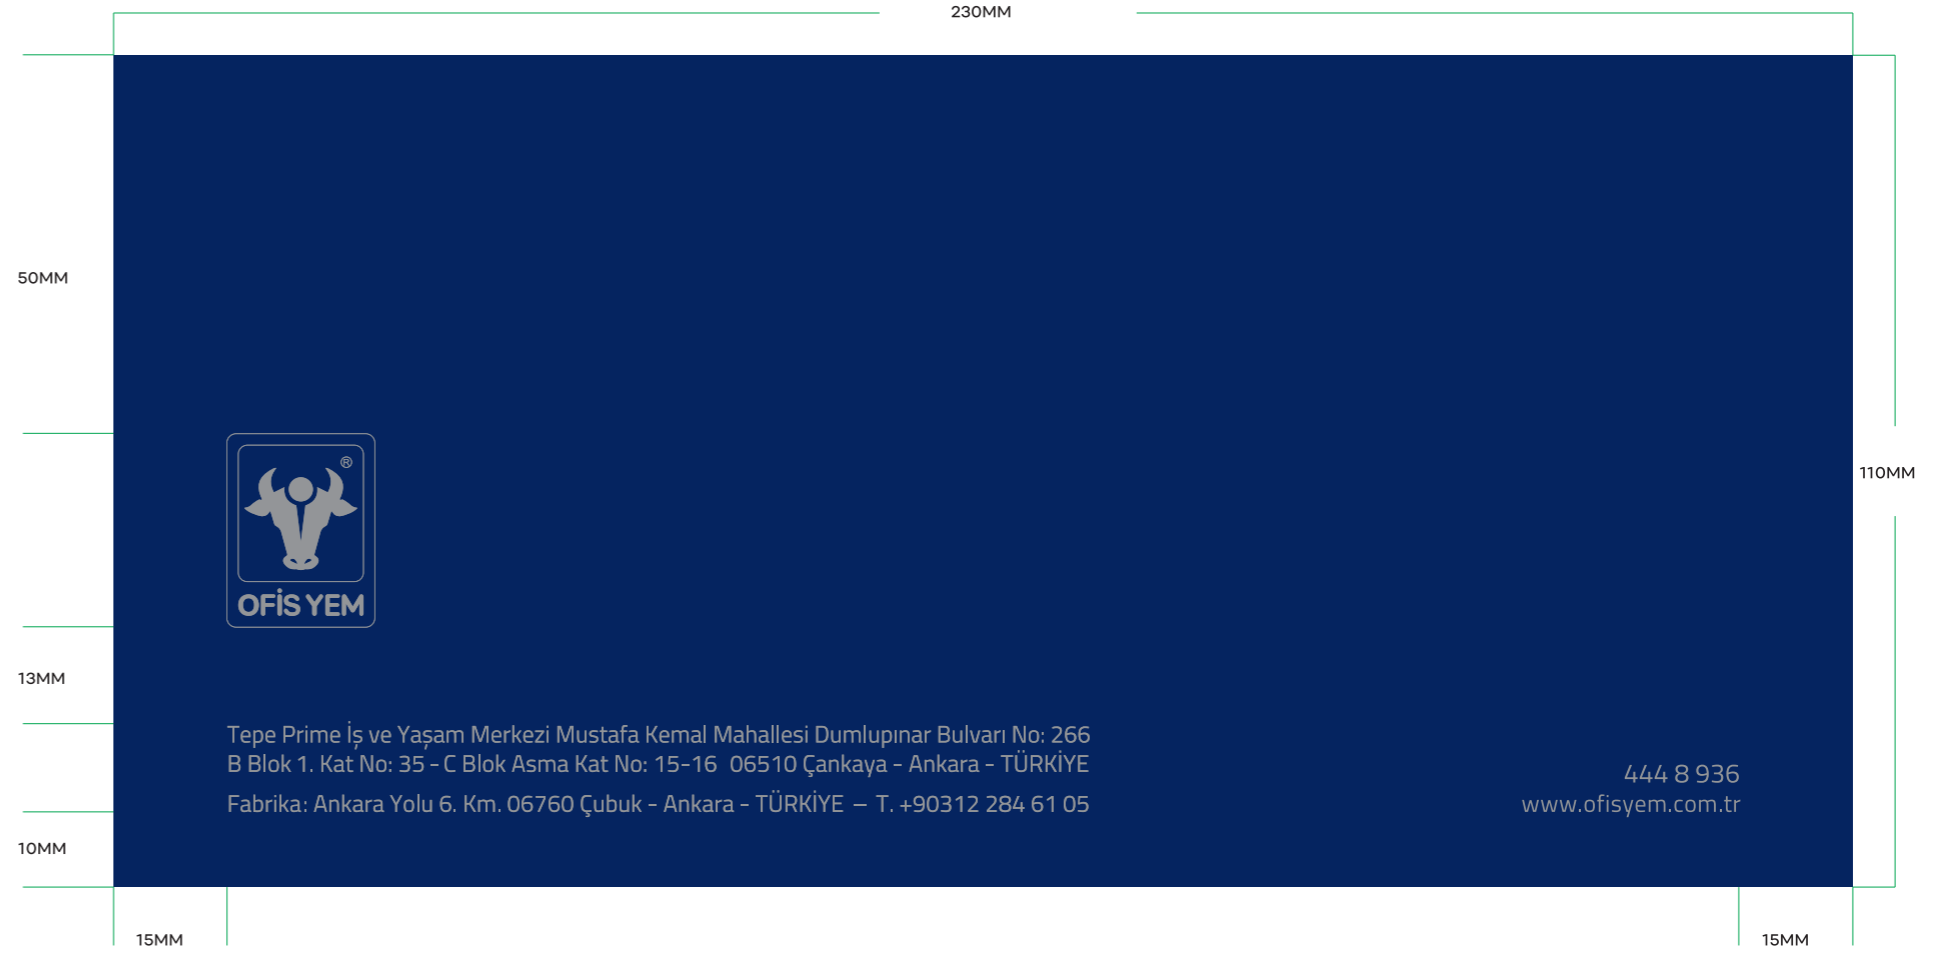 230MM
50MM
110MM
®
OFİS YEM
13MM
Tepe Prime İş ve Yaşam Merkezi Mustafa Kemal Mahallesi Dumlupınar Bulvarı No: 266
B Blok 1. Kat No: 35 - C Blok Asma Kat No: 15-16  06510 Çankaya - Ankara - TÜRKİYE
Fabrika: Ankara Yolu 6. Km. 06760 Çubuk - Ankara - TÜRKİYE – T. +90312 284 61 05
444 8 936
www.ofisyem.com.tr
10MM
15MM
15MM